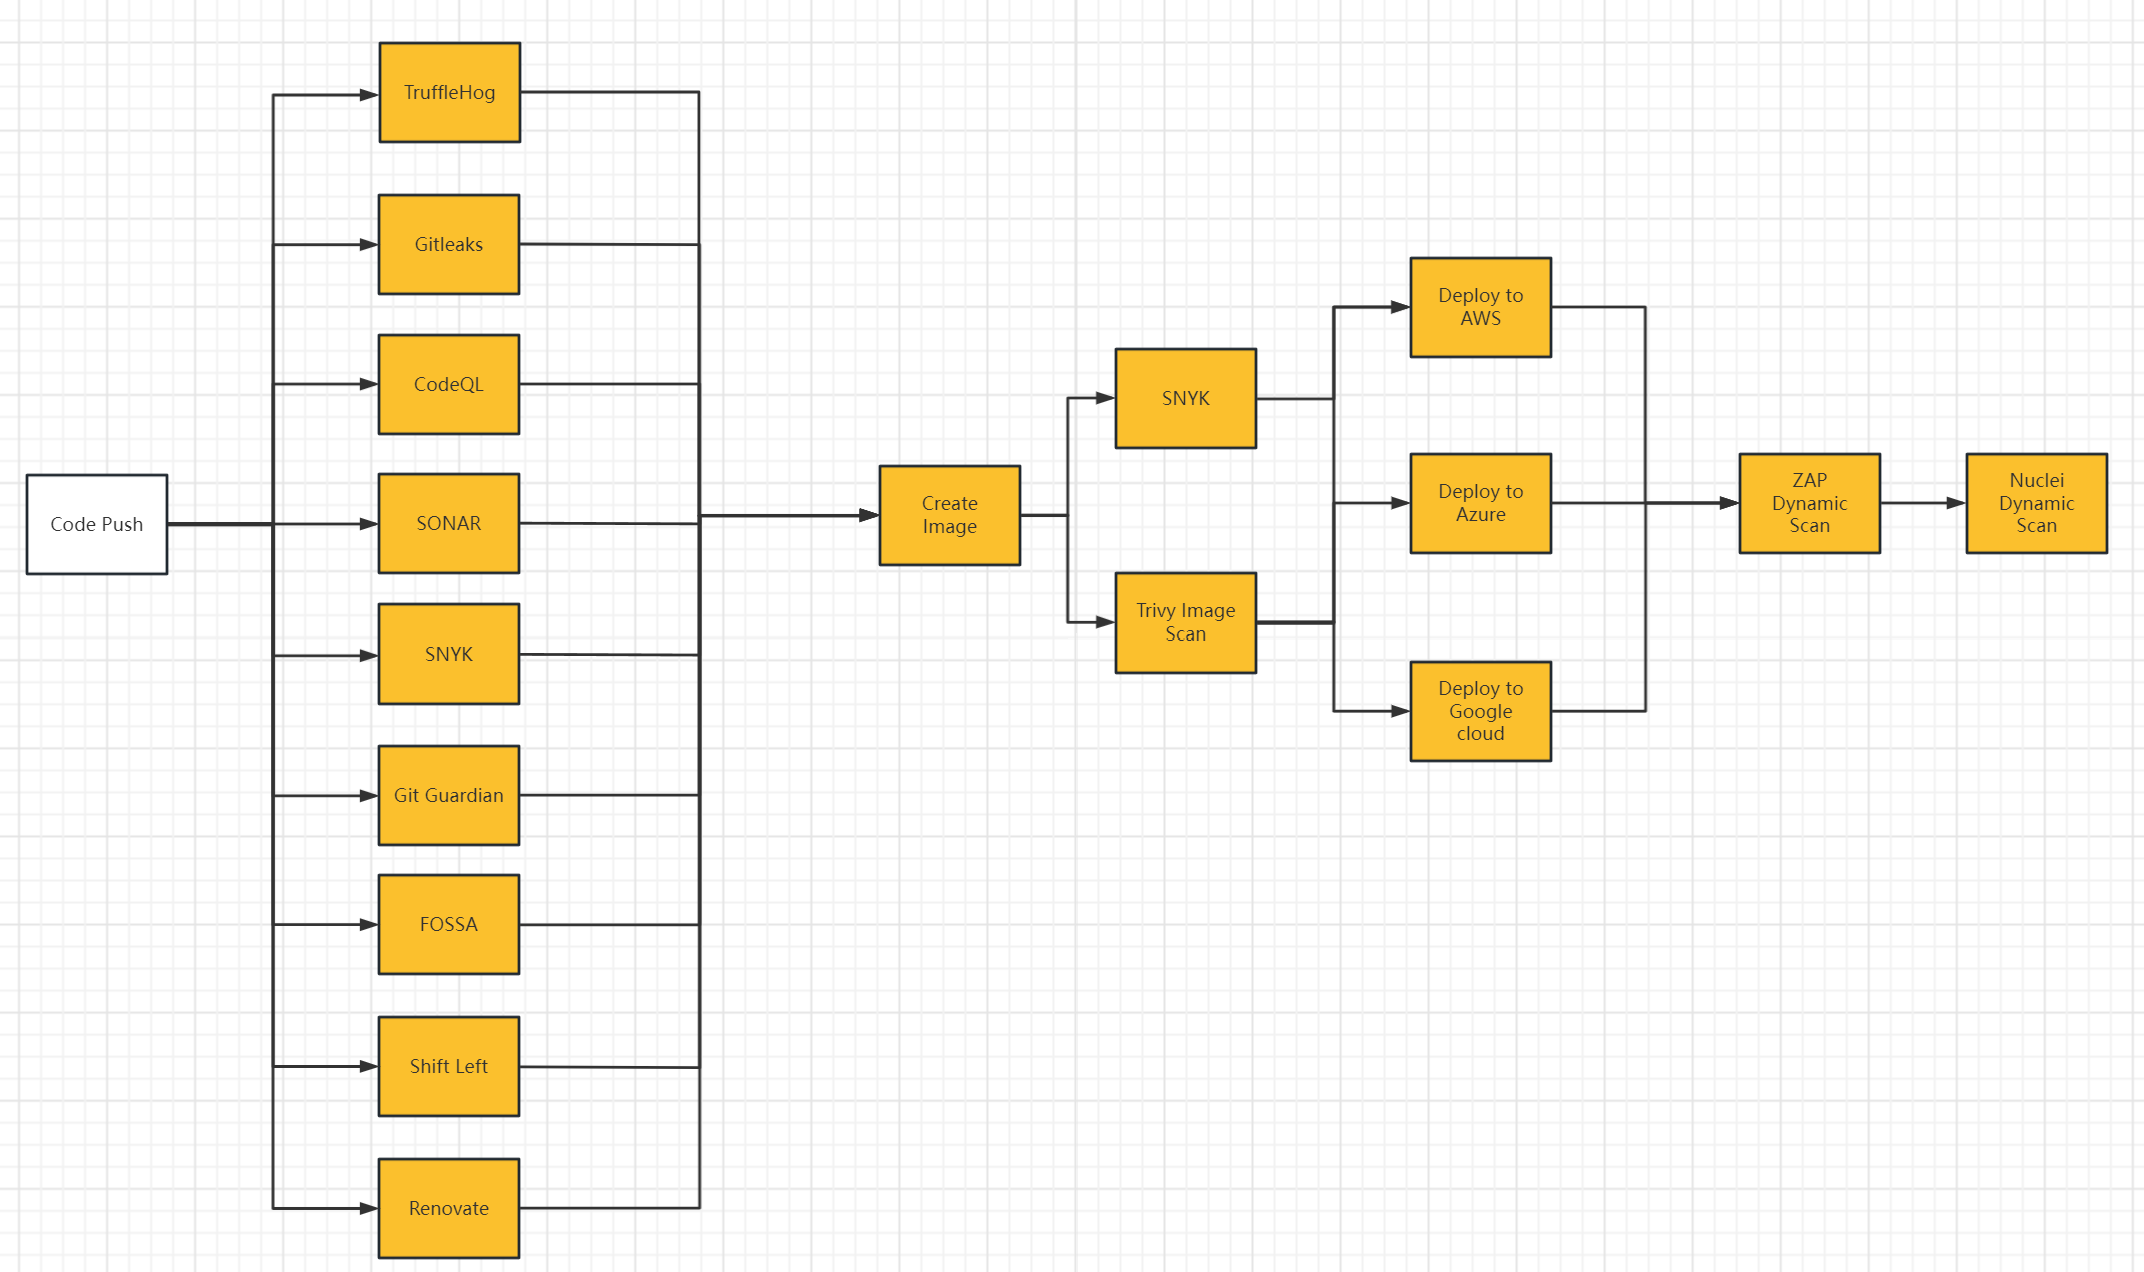 Code Push
TruffleHog
Gitleaks
CodeQL
SONAR
SNYK
Git Guardian
FOSSA
Shift Left
Renovate
Create
Image
SNYK
Trivy Image
Scan
Deploy to
AWS
Deploy to
Azure
Deploy to
Google
cloud
ZAP
Dynamic
Scan
Nuclei
Dynamic
Scan